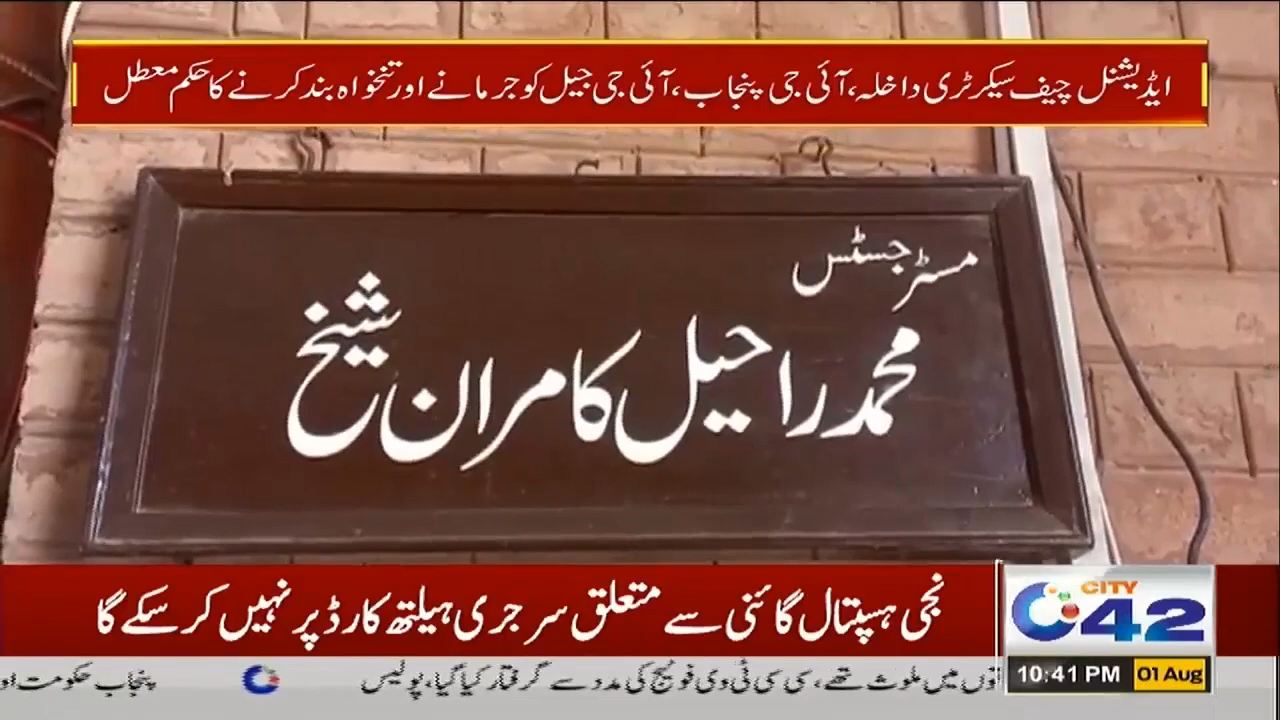 ایڈیشنل چیف سیکرٹری داخلہ، آئی جی پنجاب، آئی جی جیل کو جرمانے اور تنخواہ بند کرنے کا حکم معطل
مسٹر جسٹس
محمد راحیل کامران شیخ
نجی ہسپتال گائنی سے متعلق سرجری ہیلتھ کارڈ پر نہیں کر سکے گا
CITY
42
10:41 PM 01 Aug
میں ملوث تھے، سی سی ٹی وی فوٹیج کی مدد سے گرفتار کیا گیا، پولیس
پنجاب حکومت